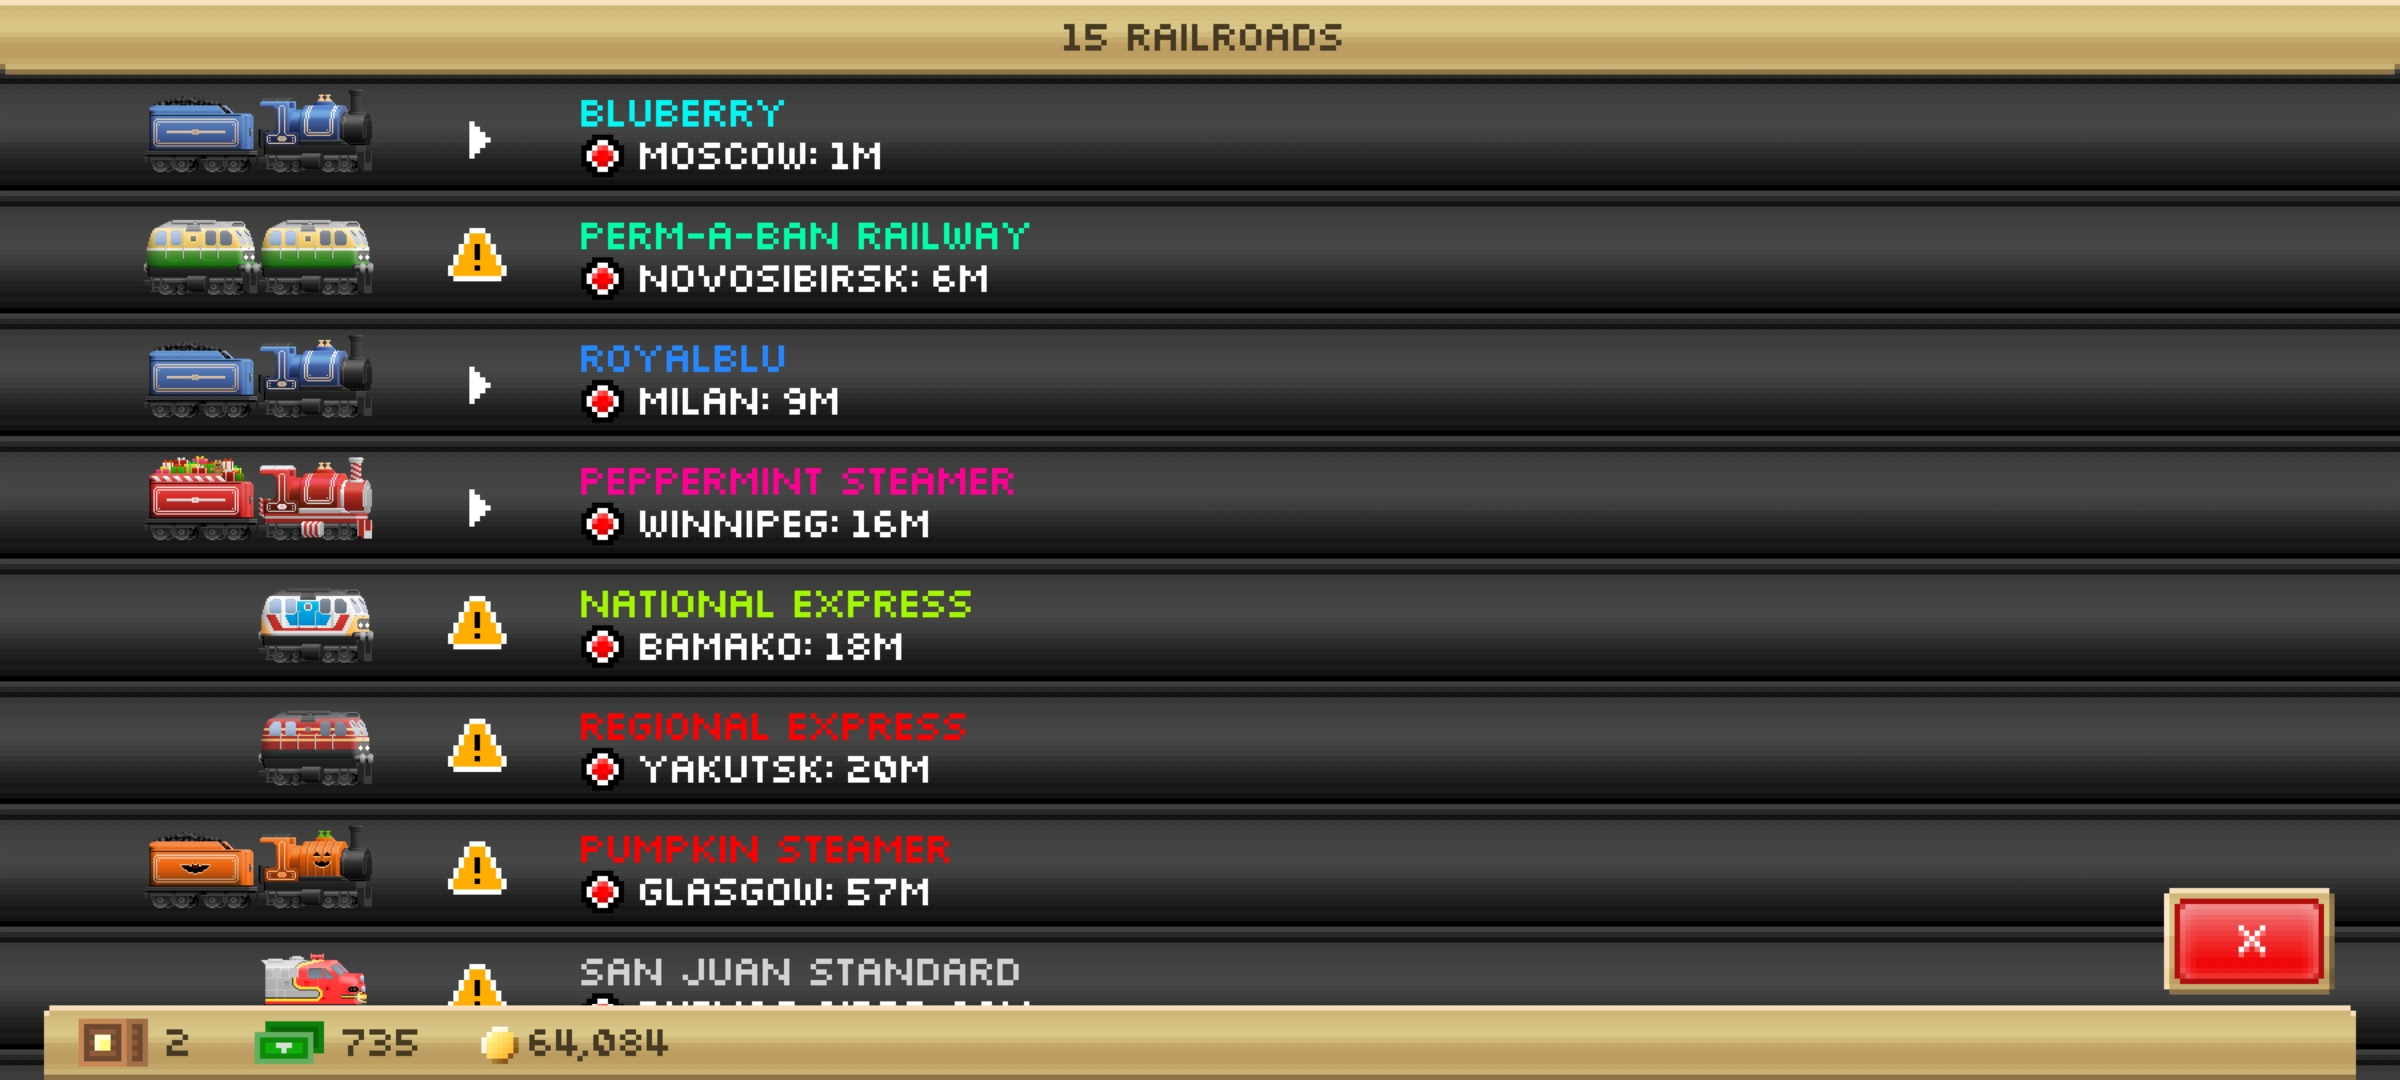 15 RAILROADS
BLUBERRY
MOSCOW: 1M
PERM-A-BAN RAILWAY
NOVOSIBIRSK: 6M
ROYALBLU
MILAN: 9M
PEPPERMINT STEAMER
WINNIPEG: 16M
NATIONAL EXPRESS
BAMAKO: 18M
REGIONAL EXPRESS
YAKUTSK: 20M
PUMPKIN STEAMER
GLASGOW: 57M
SAN JUAN STANDARD
X
2 735 64,084